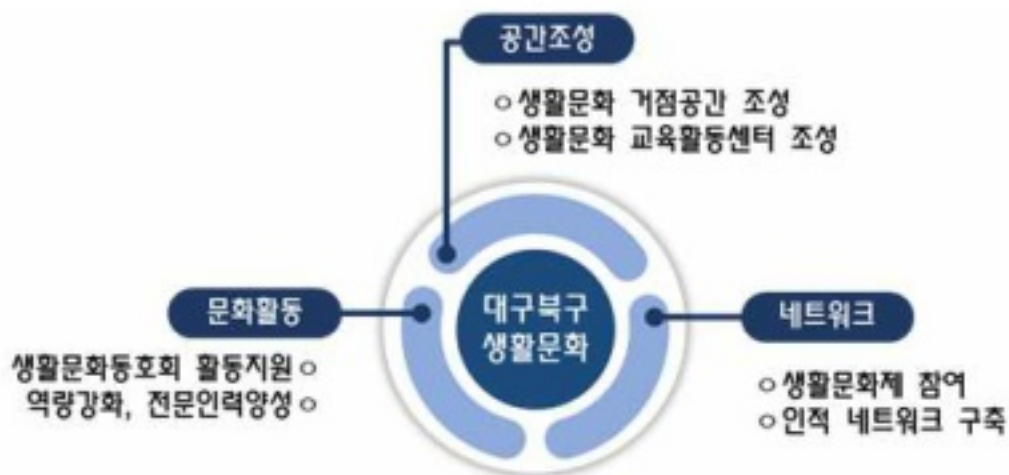 공간조성
○ 생활문화 거점공간 조성
○ 생활문화 교육활동센터 조성
대구북구
생활문화
문화활동
생활문화동호회 활동지원 ○
역량강화, 전문인력양성 ○
네트워크
○ 생활문화제 참여
○ 인적 네트워크 구축